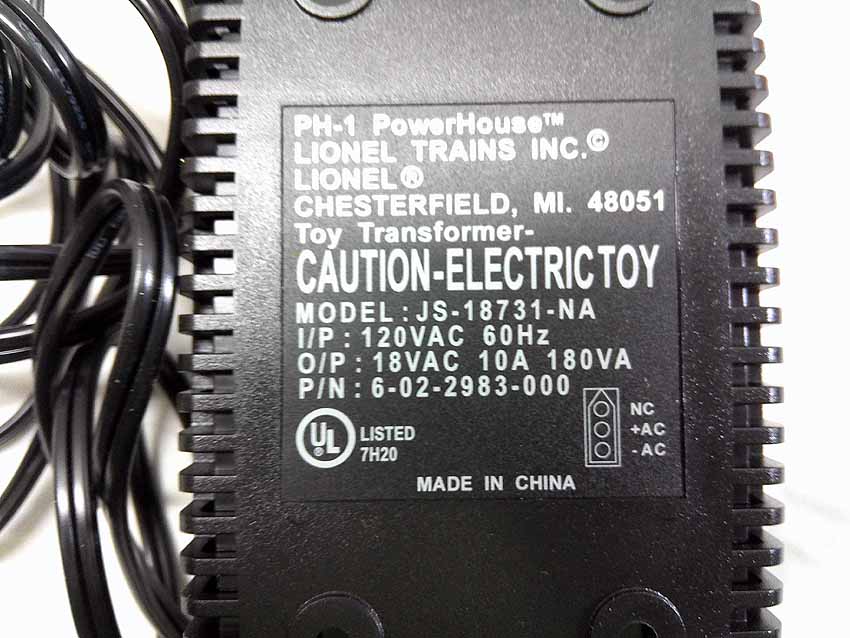 PH-1 PowerHouse™
LIONEL TRAINS INC.©
LIONEL®
CHESTERFIELD, MI. 48051
Toy Transformer-
CAUTION-ELECTRIC TOY
MODEL: JS-18731-NA
I/P: 120VAC 60Hz
O/P: 18VAC 10A 180VA
P/N: 6-02-2983-000
NC
UL LISTED +AC
7H20 -AC
MADE IN CHINA